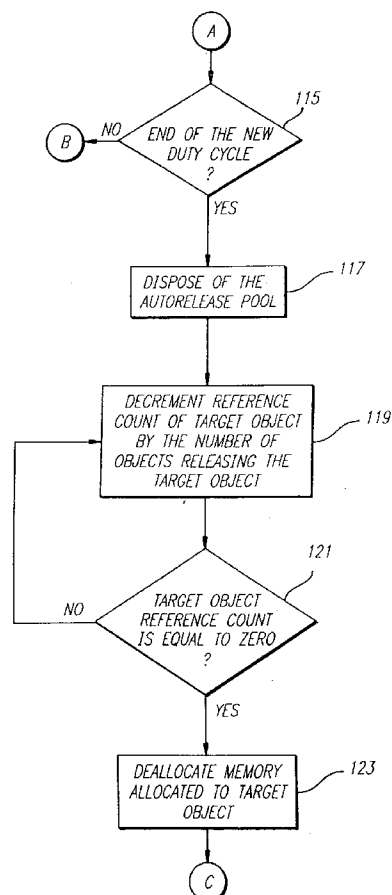 A
115
END OF THE NEW
DUTY CYCLE
?
NO
B
YES
117
DISPOSE OF THE
AUTORELEASE POOL
119
DECREMENT REFERENCE
COUNT OF TARGET OBJECT
BY THE NUMBER OF
OBJECTS RELEASING THE
TARGET OBJECT
121
TARGET OBJECT
REFERENCE COUNT
IS EQUAL TO ZERO
?
NO
YES
123
DEALLOCATE MEMORY
ALLOCATED TO TARGET
OBJECT
C